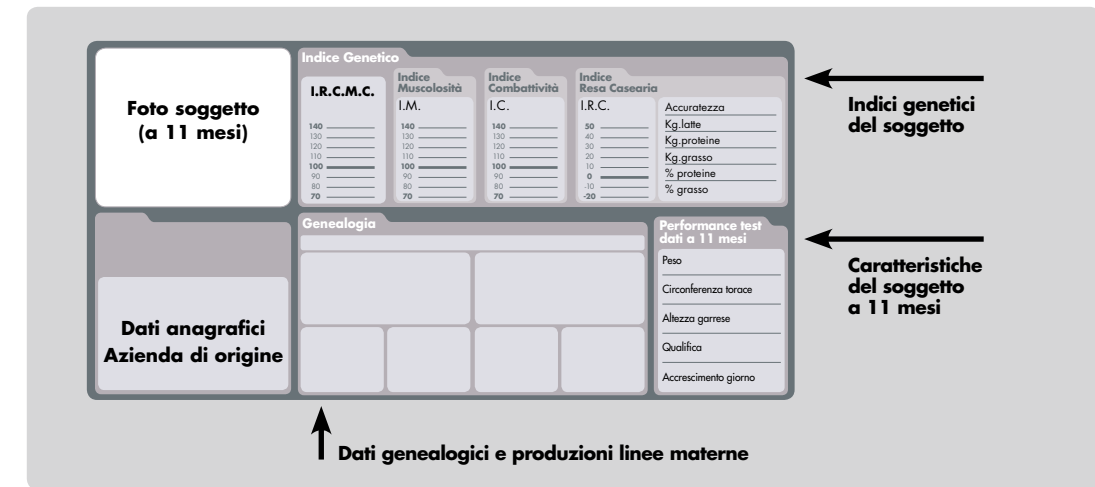 Foto soggetto
(a 11 mesi)
Indice Genetico
I.R.C.M.C.
140
130
120
110
100
90
80
70
Indice
Muscolosità
I.M.
140
130
120
110
100
90
80
70
Indice
Combattività
I.C.
140
130
120
110
100
90
80
70
Indice
Resa Casearia
I.R.C.
50
40
30
20
10
0
-10
-20
Accuratezza
Kg.latte
Kg.proteine
Kg.grasso
% proteine
% grasso
Indici genetici
del soggetto
Dati anagrafici
Azienda di origine
Genealogia
Performance test
dati a 11 mesi
Peso
Circonferenza torace
Altezza garrese
Qualifica
Accrescimento giorno
Caratteristiche
del soggetto
a 11 mesi
Dati genealogici e produzioni linee materne